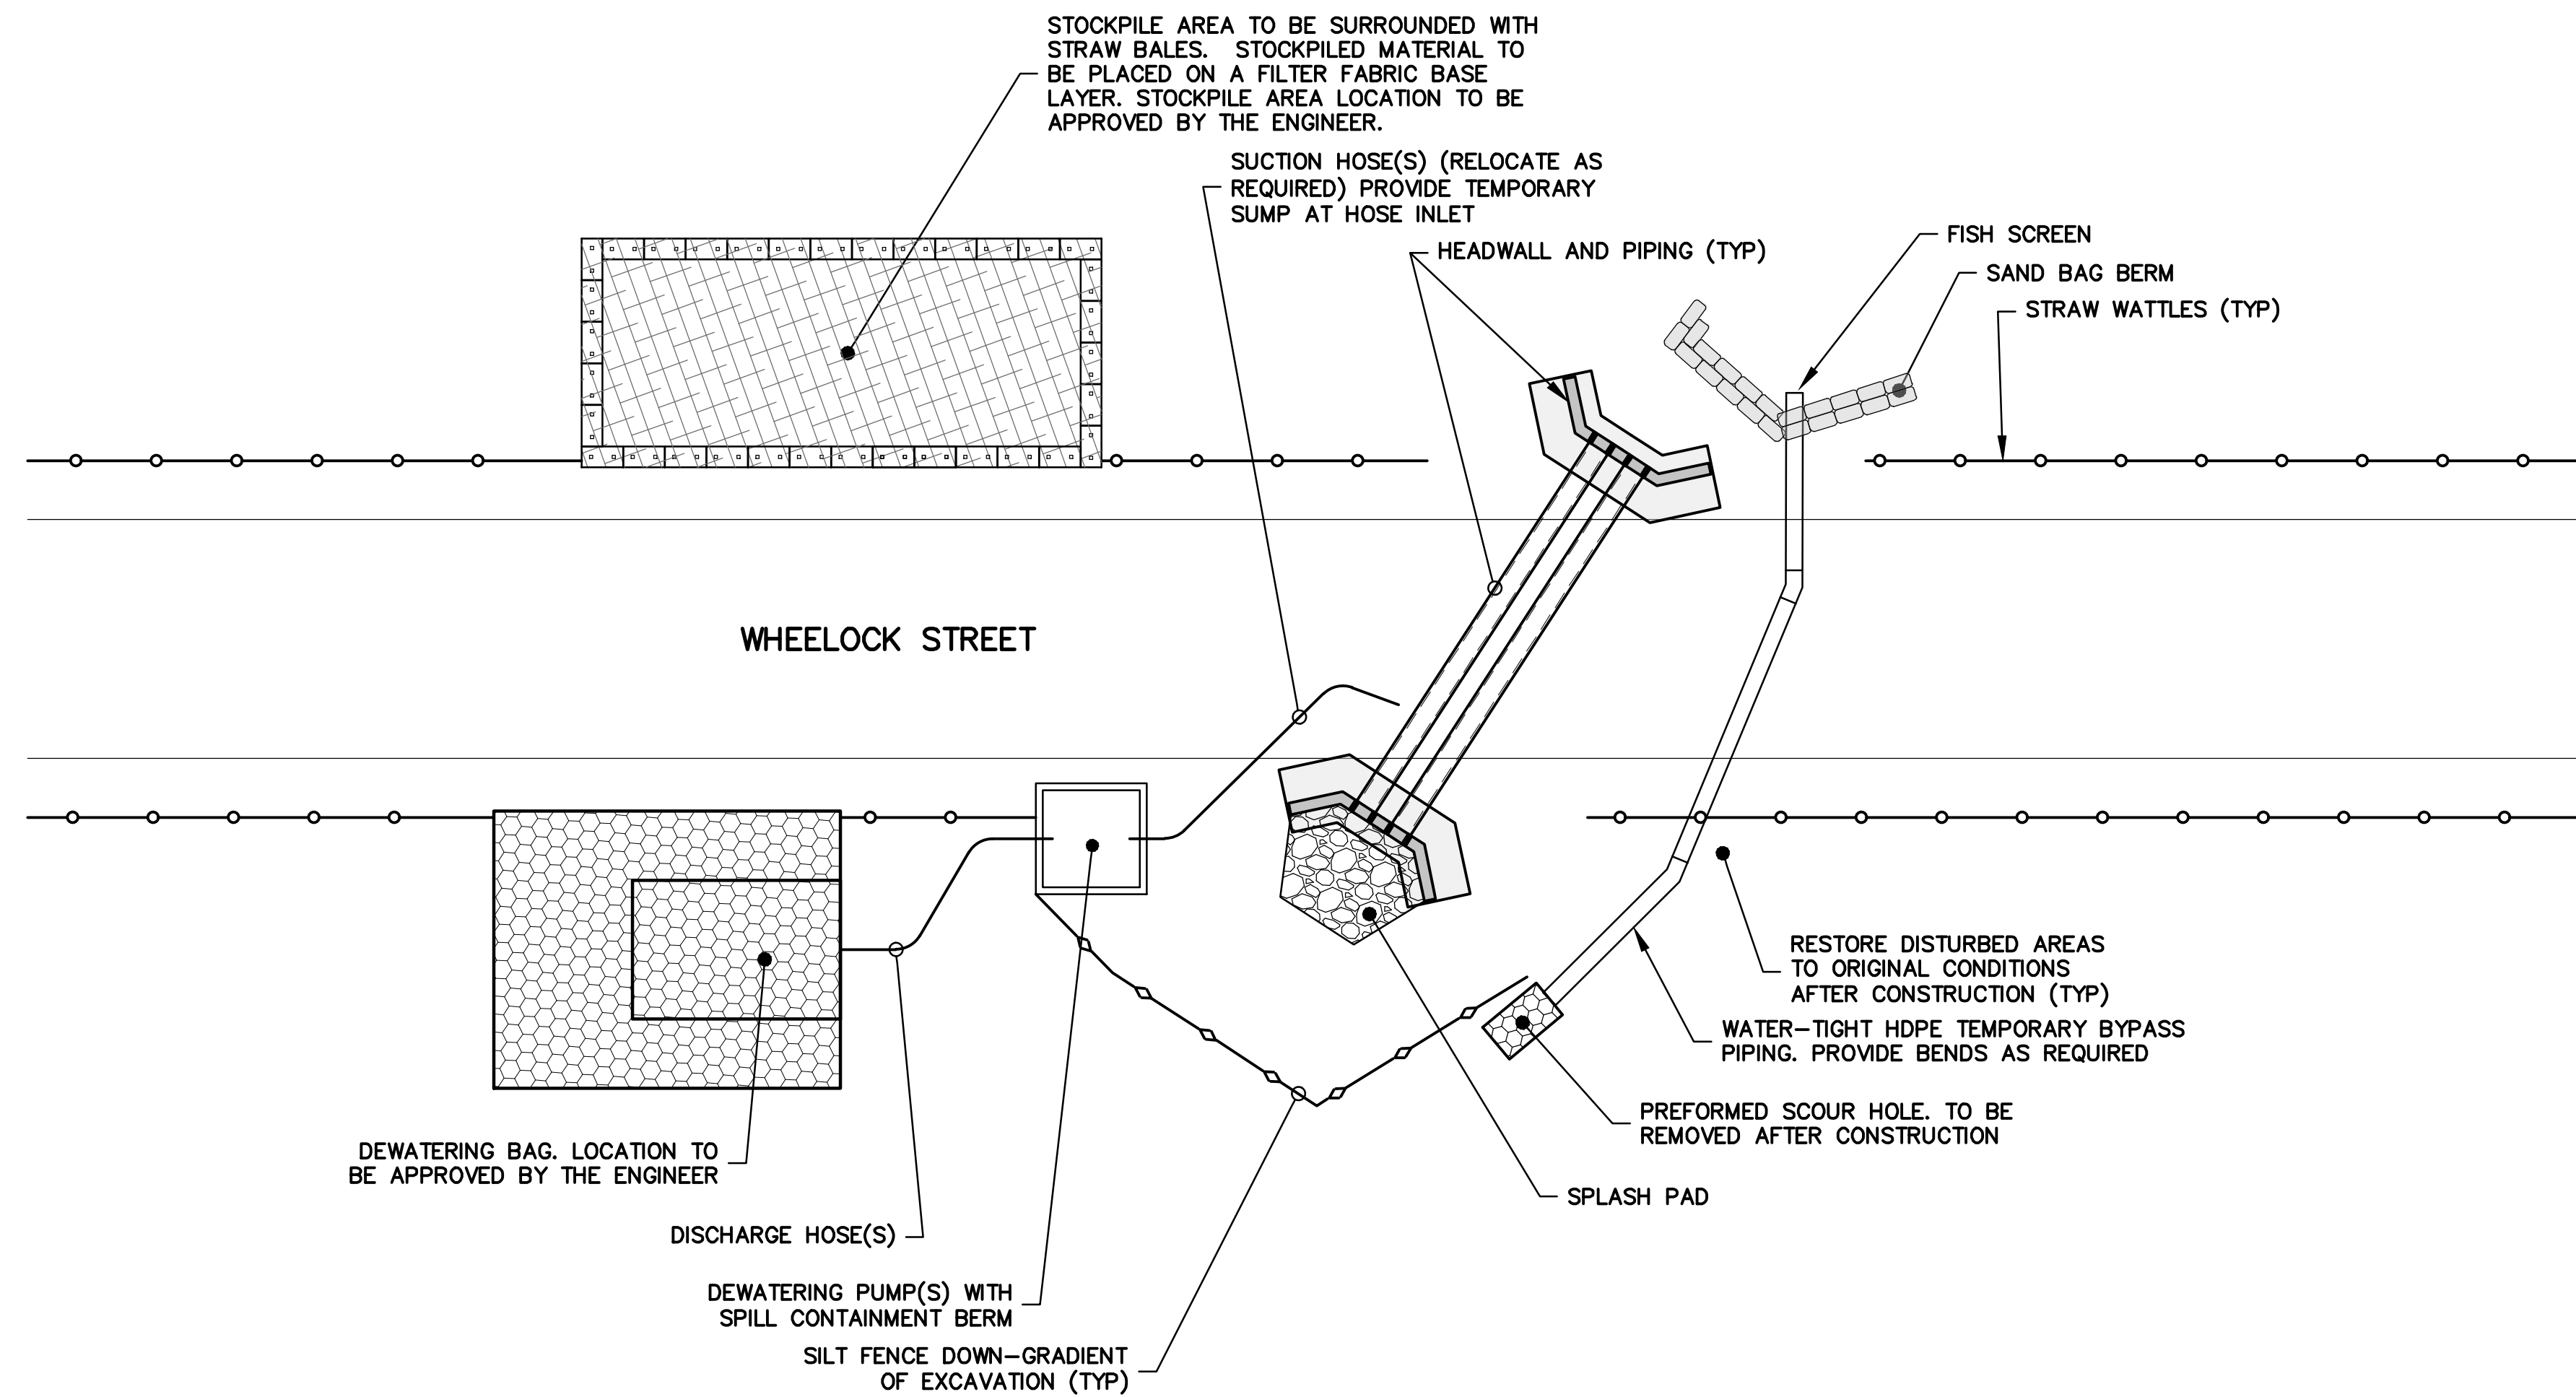 STOCKPILE AREA TO BE SURROUNDED WITH
STRAW BALES. STOCKPILED MATERIAL TO
BE PLACED ON A FILTER FABRIC BASE
LAYER. STOCKPILE AREA LOCATION TO BE
APPROVED BY THE ENGINEER.
SUCTION HOSE(S) (RELOCATE AS
REQUIRED) PROVIDE TEMPORARY
SUMP AT HOSE INLET
HEADWALL AND PIPING (TYP)
FISH SCREEN
SAND BAG BERM
STRAW WATTLES (TYP)
WHEELOCK STREET
RESTORE DISTURBED AREAS
TO ORIGINAL CONDITIONS
AFTER CONSTRUCTION (TYP)
WATER-TIGHT HDPE TEMPORARY BYPASS
PIPING. PROVIDE BENDS AS REQUIRED
PREFORMED SCOUR HOLE. TO BE
REMOVED AFTER CONSTRUCTION
SPLASH PAD
DEWATERING BAG. LOCATION TO
BE APPROVED BY THE ENGINEER
DISCHARGE HOSE(S)
DEWATERING PUMP(S) WITH
SPILL CONTAINMENT BERM
SILT FENCE DOWN-GRADIENT
OF EXCAVATION (TYP)